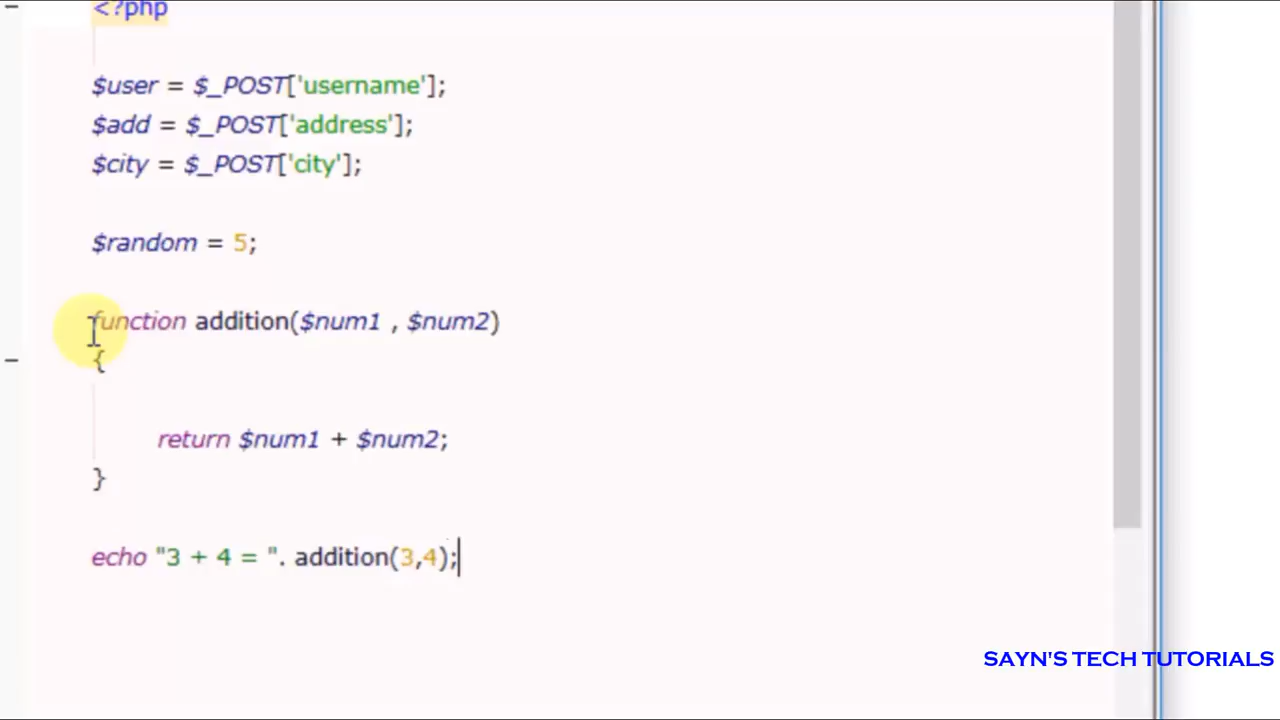 <?php
$user = $_POST['username'];
$add = $_POST['address'];
$city = $_POST['city'];
$random = 5;
function addition($num1 , $num2)
{
return $num1 + $num2;
}
echo "3 + 4 = ". addition(3,4);
SAYN'S TECH TUTORIALS